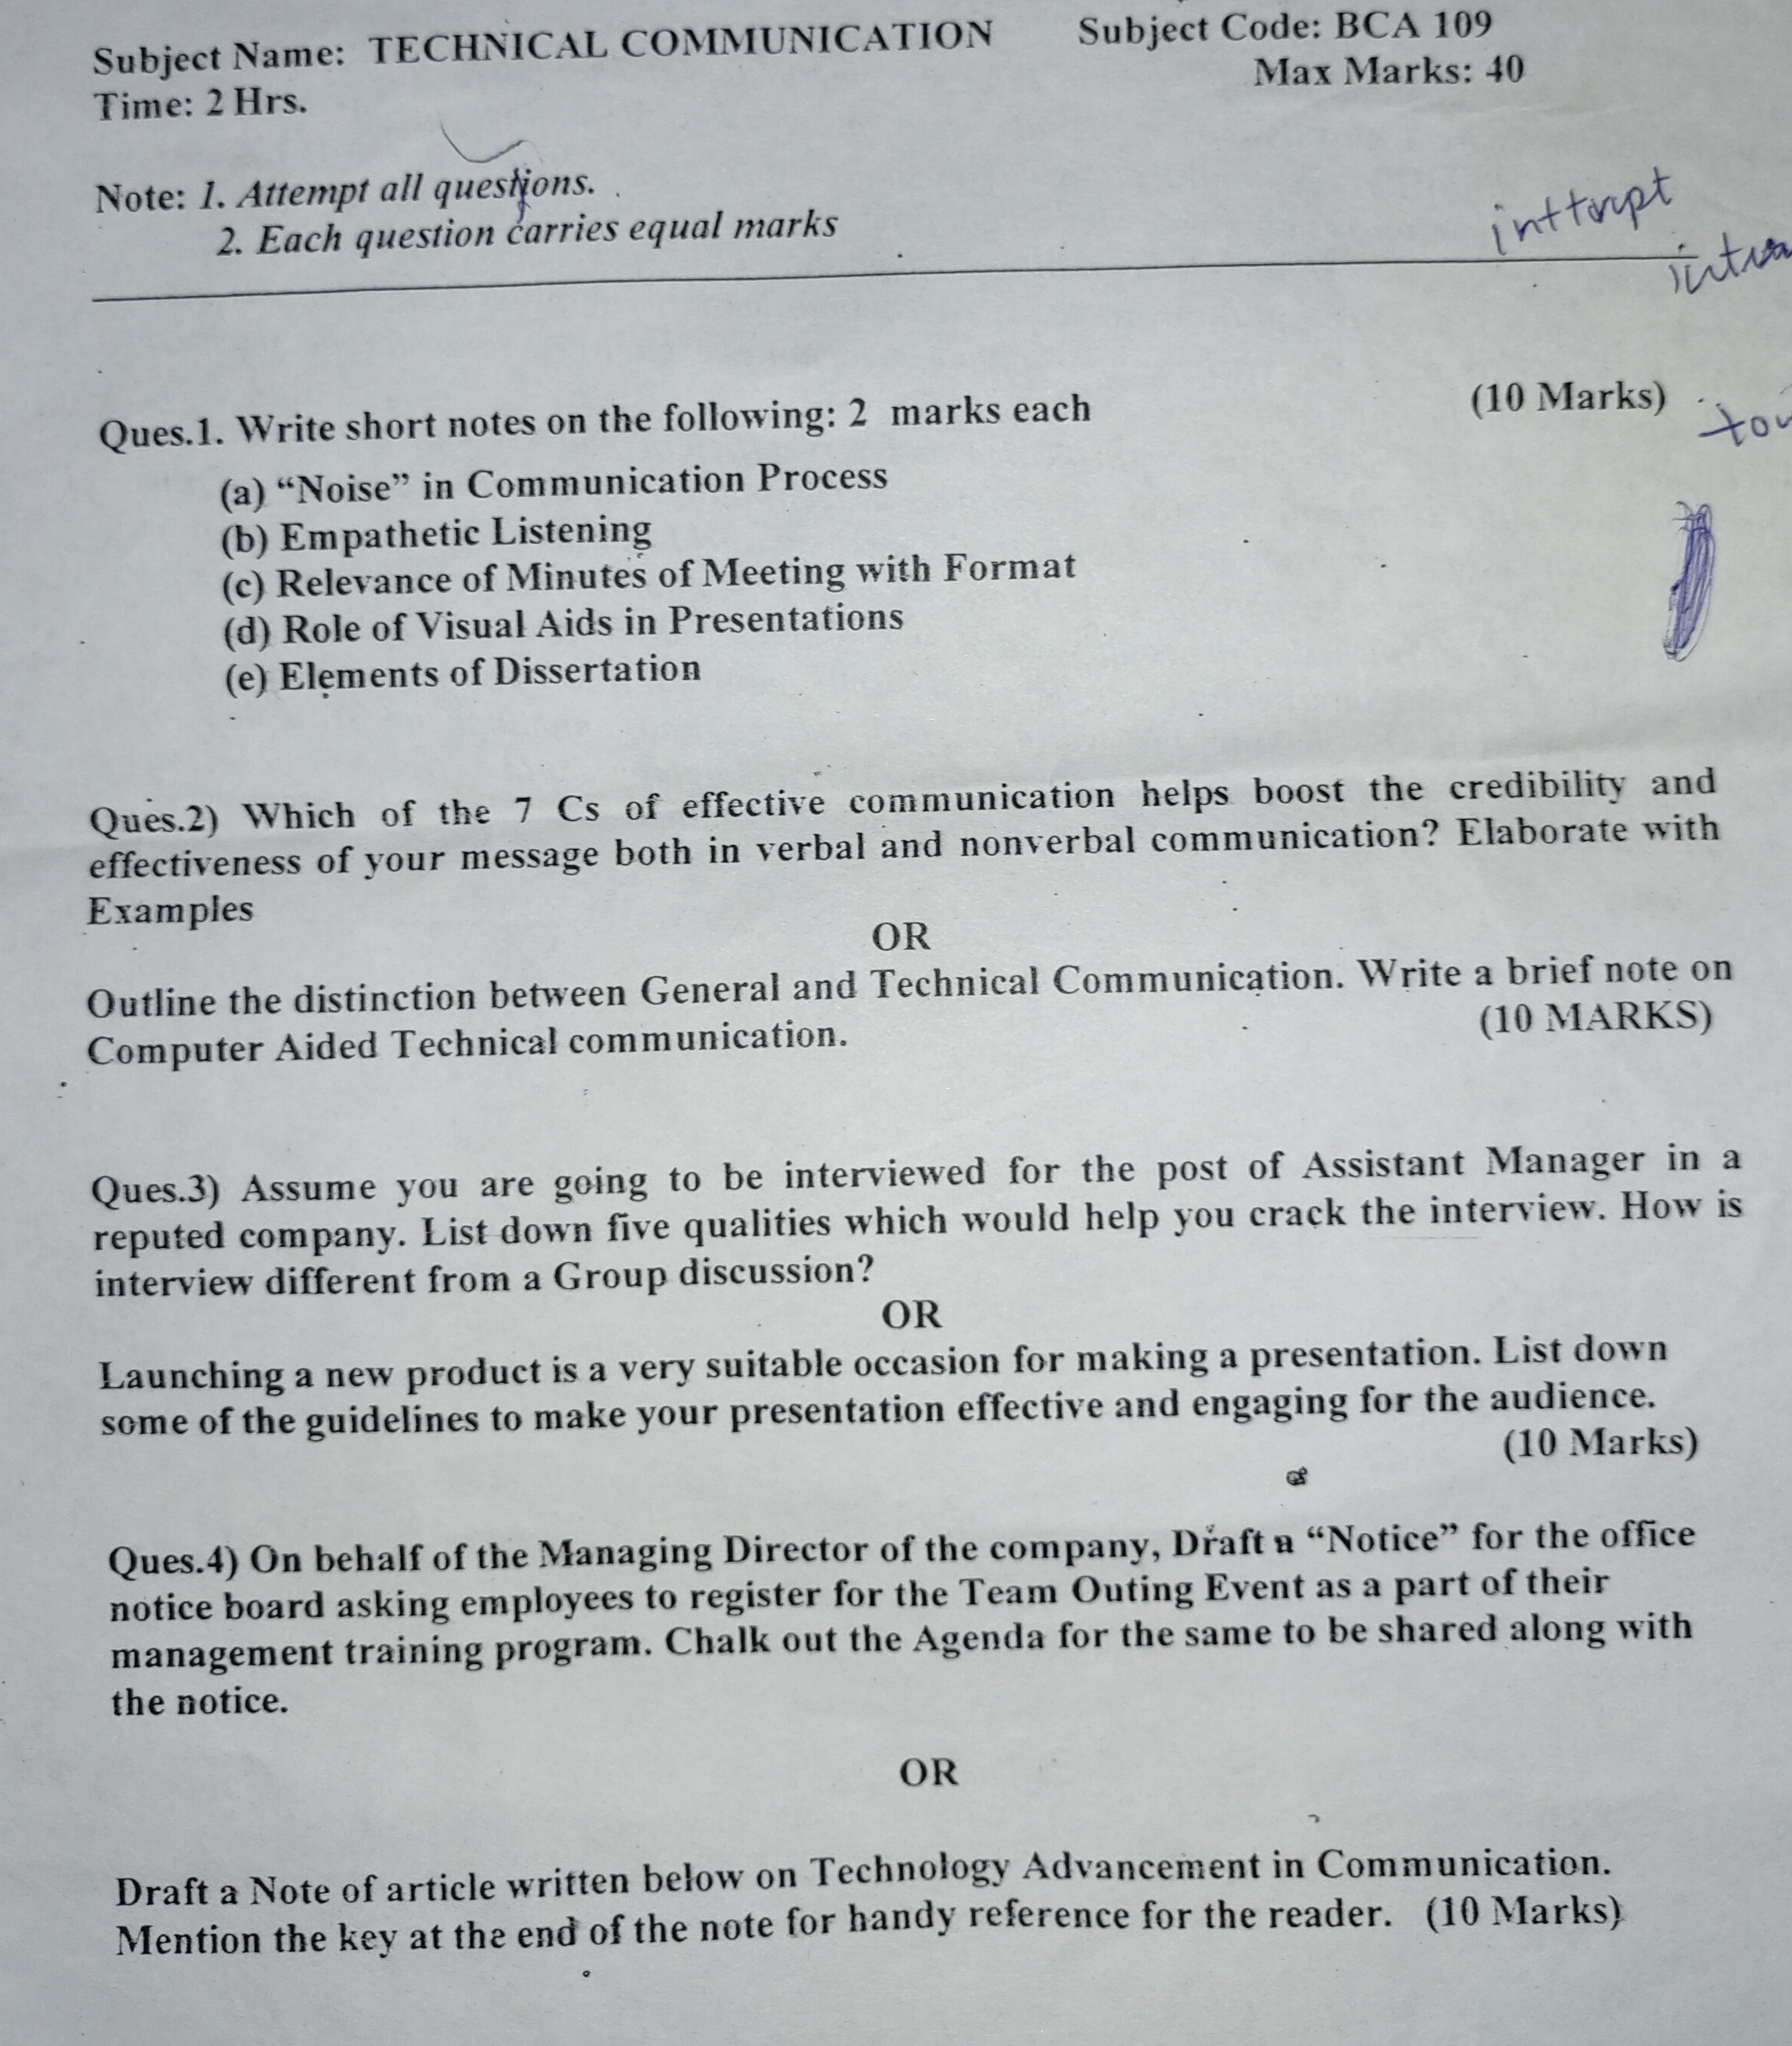 Subject Name: TECHNICAL COMMUNICATION Subject Code: BCA 109
Time: 2 Hrs. Max Marks: 40
Note: 1. Attempt all questions.
2. Each question carries equal marks
Ques.1. Write short notes on the following: 2 marks each (10 Marks)
(a) “Noise” in Communication Process
(b) Empathetic Listening
(c) Relevance of Minutes of Meeting with Format
(d) Role of Visual Aids in Presentations
(e) Elements of Dissertation
Ques.2) Which of the 7 Cs of effective communication helps boost the credibility and
effectiveness of your message both in verbal and nonverbal communication? Elaborate with
Examples
OR
Outline the distinction between General and Technical Communication. Write a brief note on
Computer Aided Technical communication. (10 MARKS)
Ques.3) Assume you are going to be interviewed for the post of Assistant Manager in a
reputed company. List down five qualities which would help you crack the interview. How is
interview different from a Group discussion?
OR
Launching a new product is a very suitable occasion for making a presentation. List down
some of the guidelines to make your presentation effective and engaging for the audience.
(10 Marks)
Ques.4) On behalf of the Managing Director of the company, Draft a “Notice” for the office
notice board asking employees to register for the Team Outing Event as a part of their
management training program. Chalk out the Agenda for the same to be shared along with
the notice.
OR
Draft a Note of article written below on Technology Advancement in Communication.
Mention the key at the end of the note for handy reference for the reader. (10 Marks)